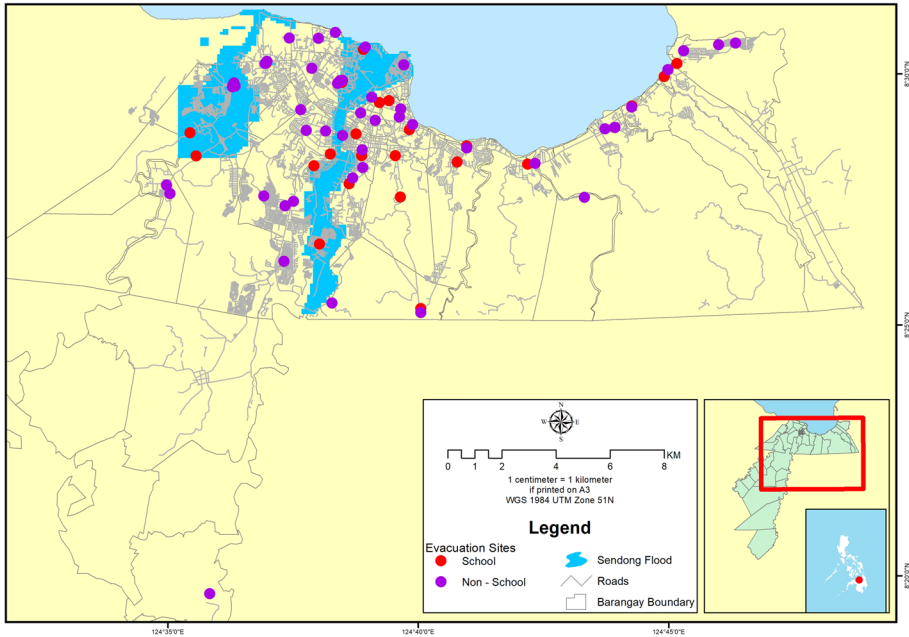 8°30'0"N
8°25'0"N
8°20'0"N
N
W E
S
0 1 2 4 6 8 KM
1 centimeter = 1 kilometer
if printed on A3
WGS 1984 UTM Zone 51N
Legend
Evacuation Sites
School
Non - School
Sendong Flood
Roads
Barangay Boundary
124°35'0"E 124°40'0"E 124°45'0"E